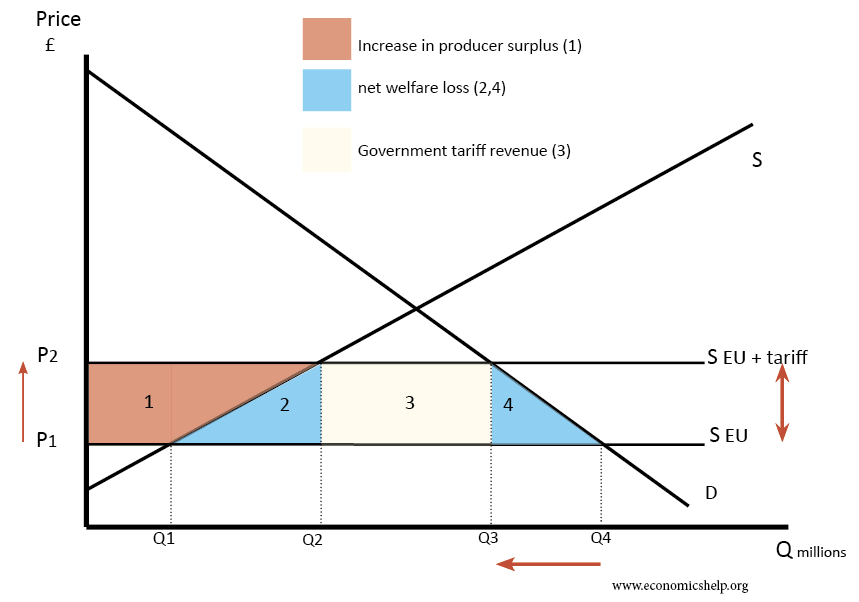 Price
£
Increase in producer surplus (1)
net welfare loss (2,4)
Government tariff revenue (3)
S
P2
S EU + tariff
1
2
3
4
P1
S EU
D
Q1
Q2
Q3
Q4
Q millions
www.economicshelp.org